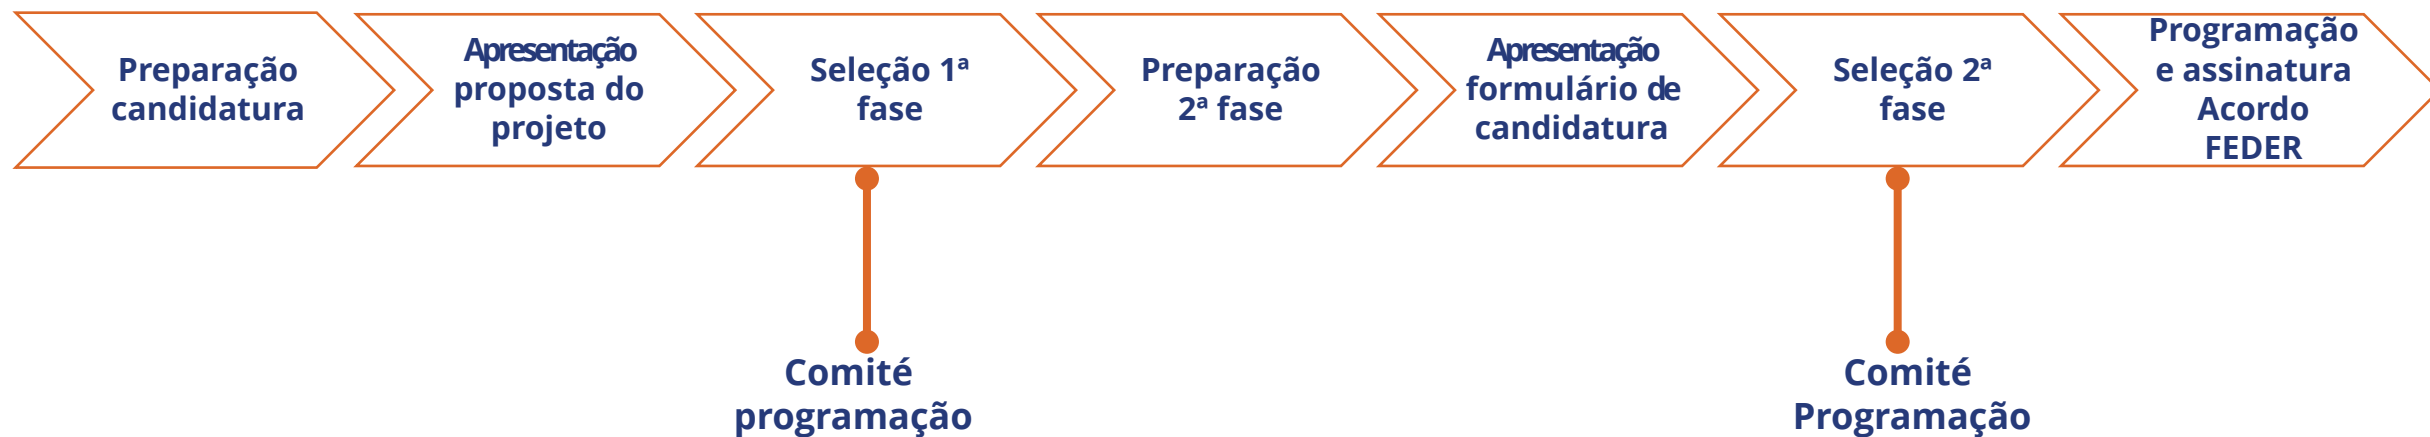 Preparação
candidatura
Apresentação
proposta do
projeto
Seleção 1ª
fase
Preparação
2ª fase
Apresentação
formulário de
candidatura
Seleção 2ª
fase
Programação
e assinatura
Acordo
FEDER
Comité
programação
Comité
Programação